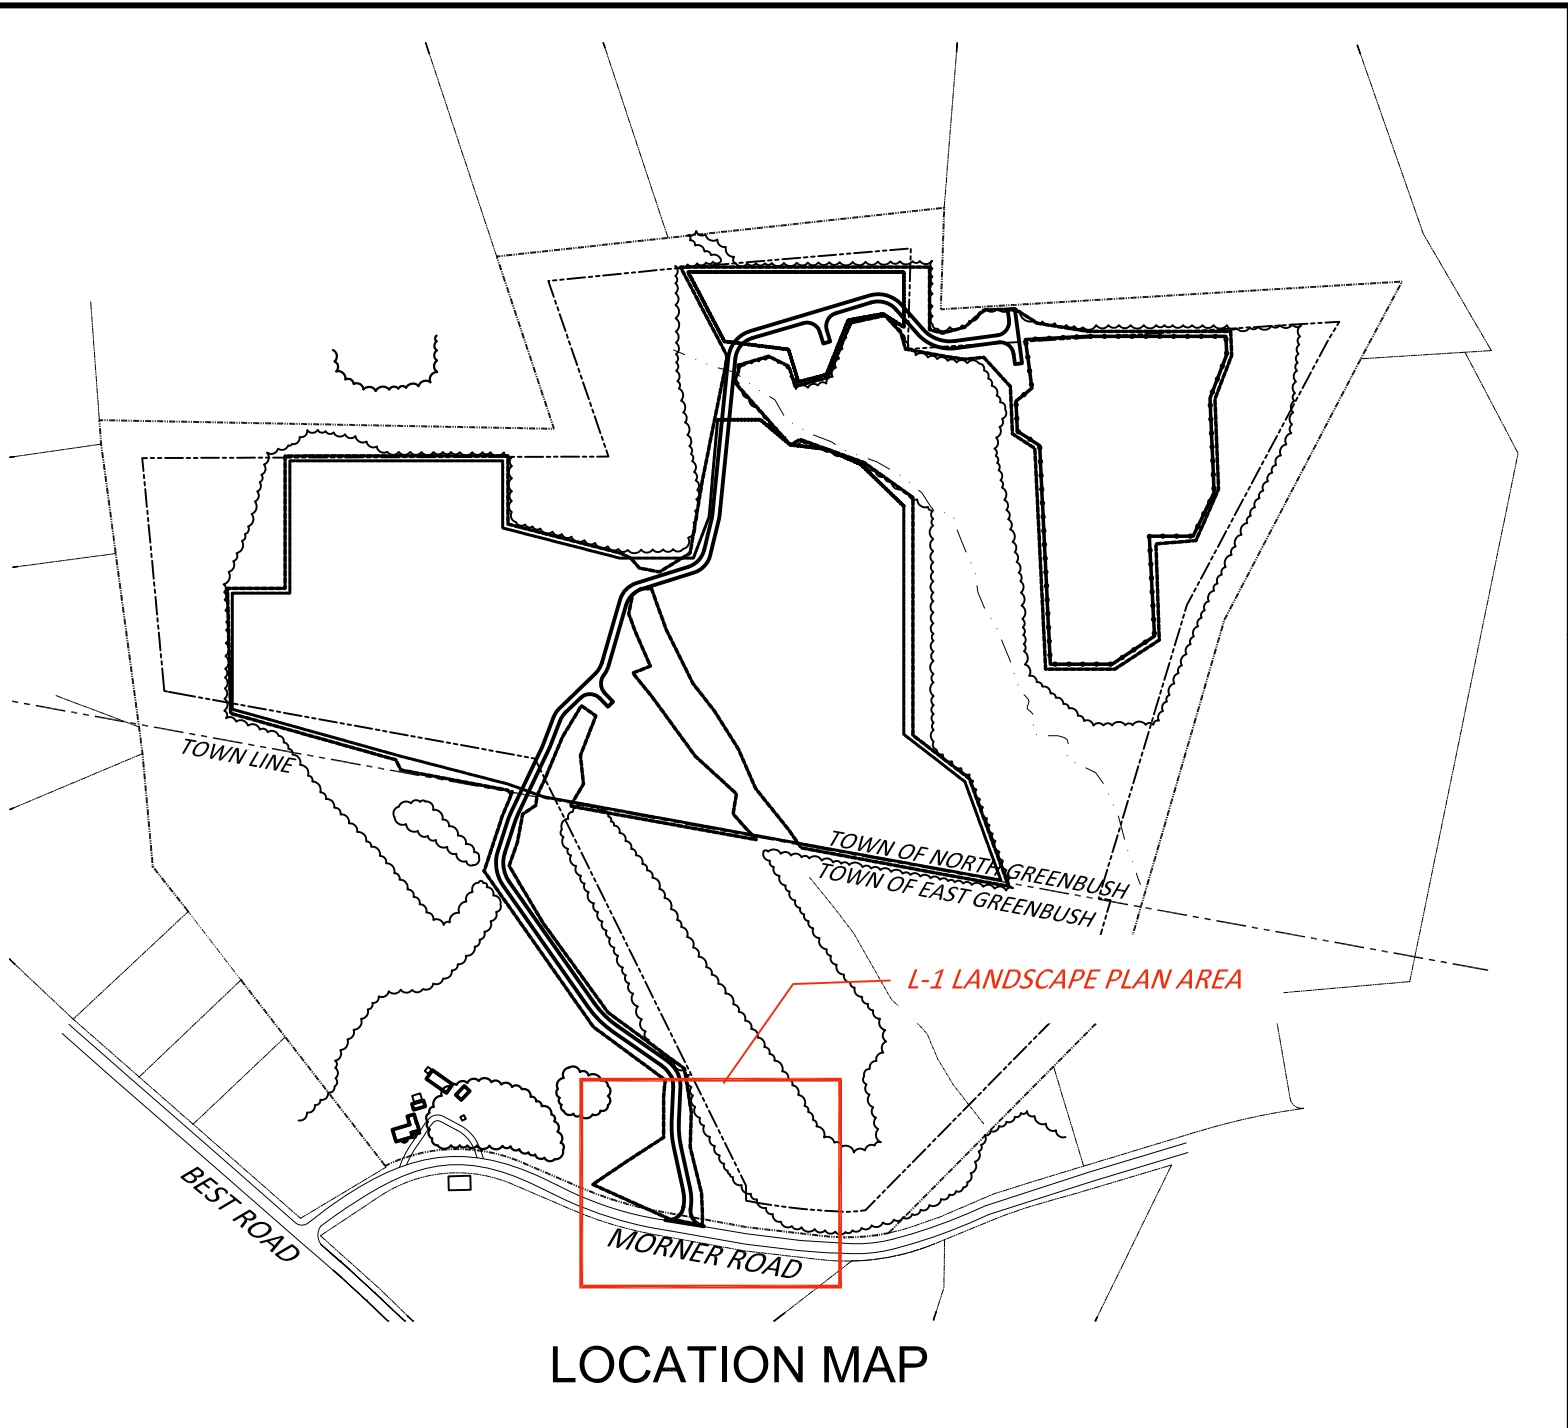 TOWN LINE
TOWN OF NORTH GREENBUSH
TOWN OF EAST GREENBUSH
L-1 LANDSCAPE PLAN AREA
BEST ROAD
MORNER ROAD
LOCATION MAP